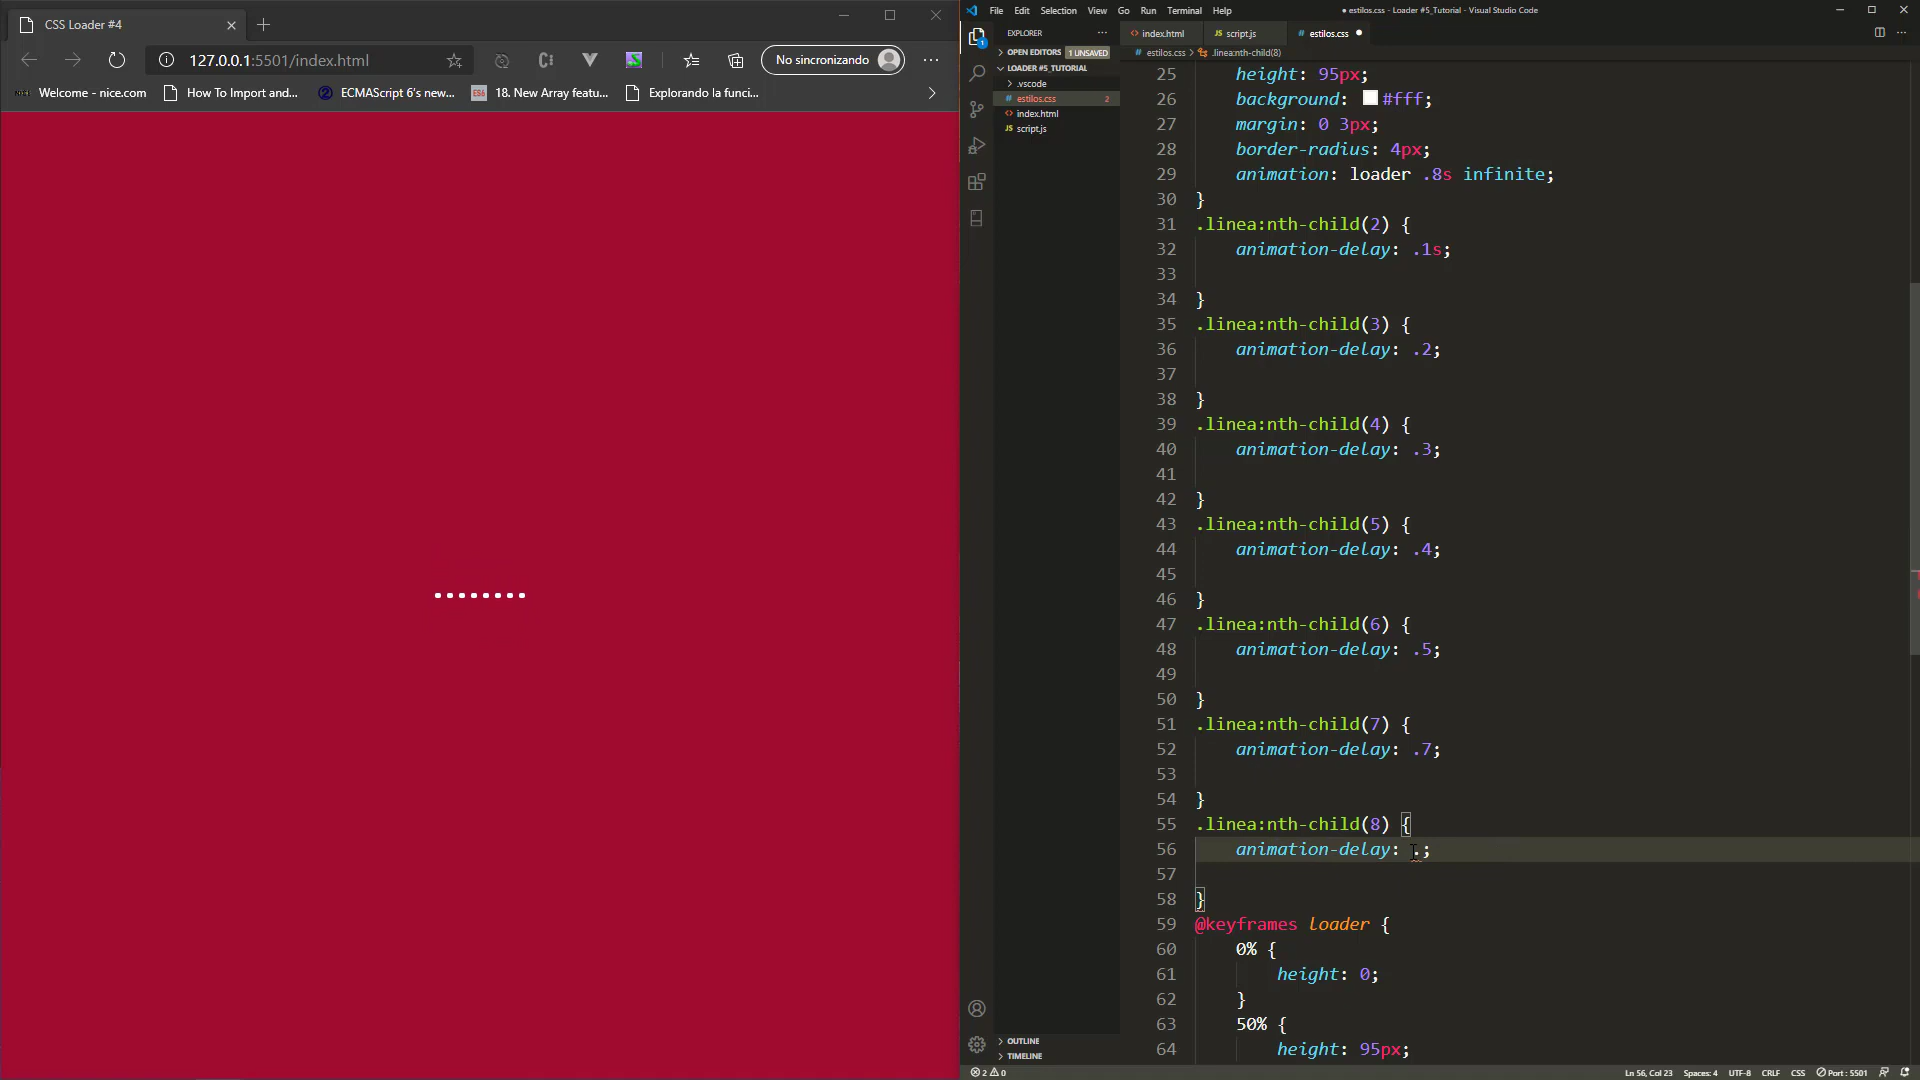 CSS Loader #4
127.0.0.1:5501/index.html
No sincronizando
Welcome - nice.com
How To Import and...
ECMAScript 6's new...
18. New Array featu...
Explorando la funci...
File Edit Selection View Go Run Terminal Help
● estilos.css - Loader #5_Tutorial - Visual Studio Code
EXPLORER
OPEN EDITORS 1 UNSAVED
LOADER #5_TUTORIAL
.vscode
estilos.css 2
index.html
script.js
OUTLINE
TIMELINE
index.html script.js estilos.css
estilos.css > .linea:nth-child(8)
25 height: 95px;
26 background: #fff;
27 margin: 0 3px;
28 border-radius: 4px;
29 animation: loader .8s infinite;
30 }
31 .linea:nth-child(2) {
32 animation-delay: .1s;
33
34 }
35 .linea:nth-child(3) {
36 animation-delay: .2;
37
38 }
39 .linea:nth-child(4) {
40 animation-delay: .3;
41
42 }
43 .linea:nth-child(5) {
44 animation-delay: .4;
45
46 }
47 .linea:nth-child(6) {
48 animation-delay: .5;
49
50 }
51 .linea:nth-child(7) {
52 animation-delay: .7;
53
54 }
55 .linea:nth-child(8) {
56 animation-delay: .;
57
58 }
59 @keyframes loader {
60 0% {
61 height: 0;
62 }
63 50% {
64 height: 95px;
2 0
Ln 56, Col 23 Spaces: 4 UTF-8 CRLF CSS Port : 5501